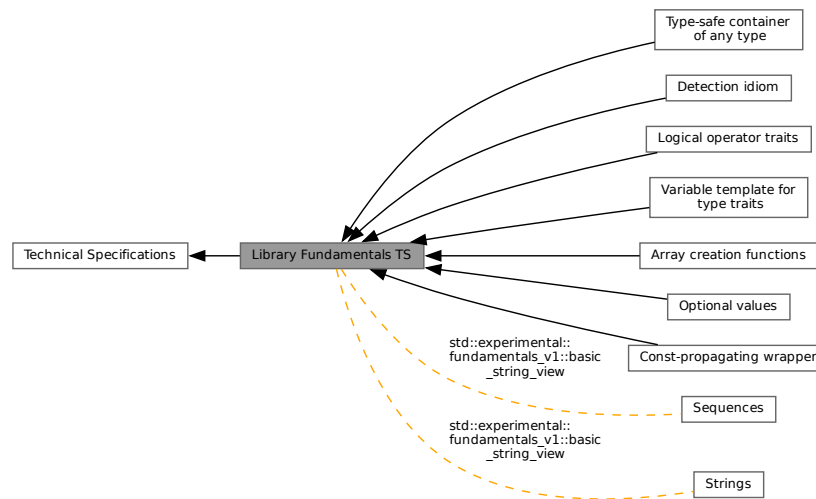 Type-safe container
of any type
Detection idiom
Logical operator traits
Variable template for
type traits
Technical Specifications
Library Fundamentals TS
Array creation functions
Optional values
std::experimental::
fundamentals_v1::basic
_string_view
Const-propagating wrapper
Sequences
std::experimental::
fundamentals_v1::basic
_string_view
Strings